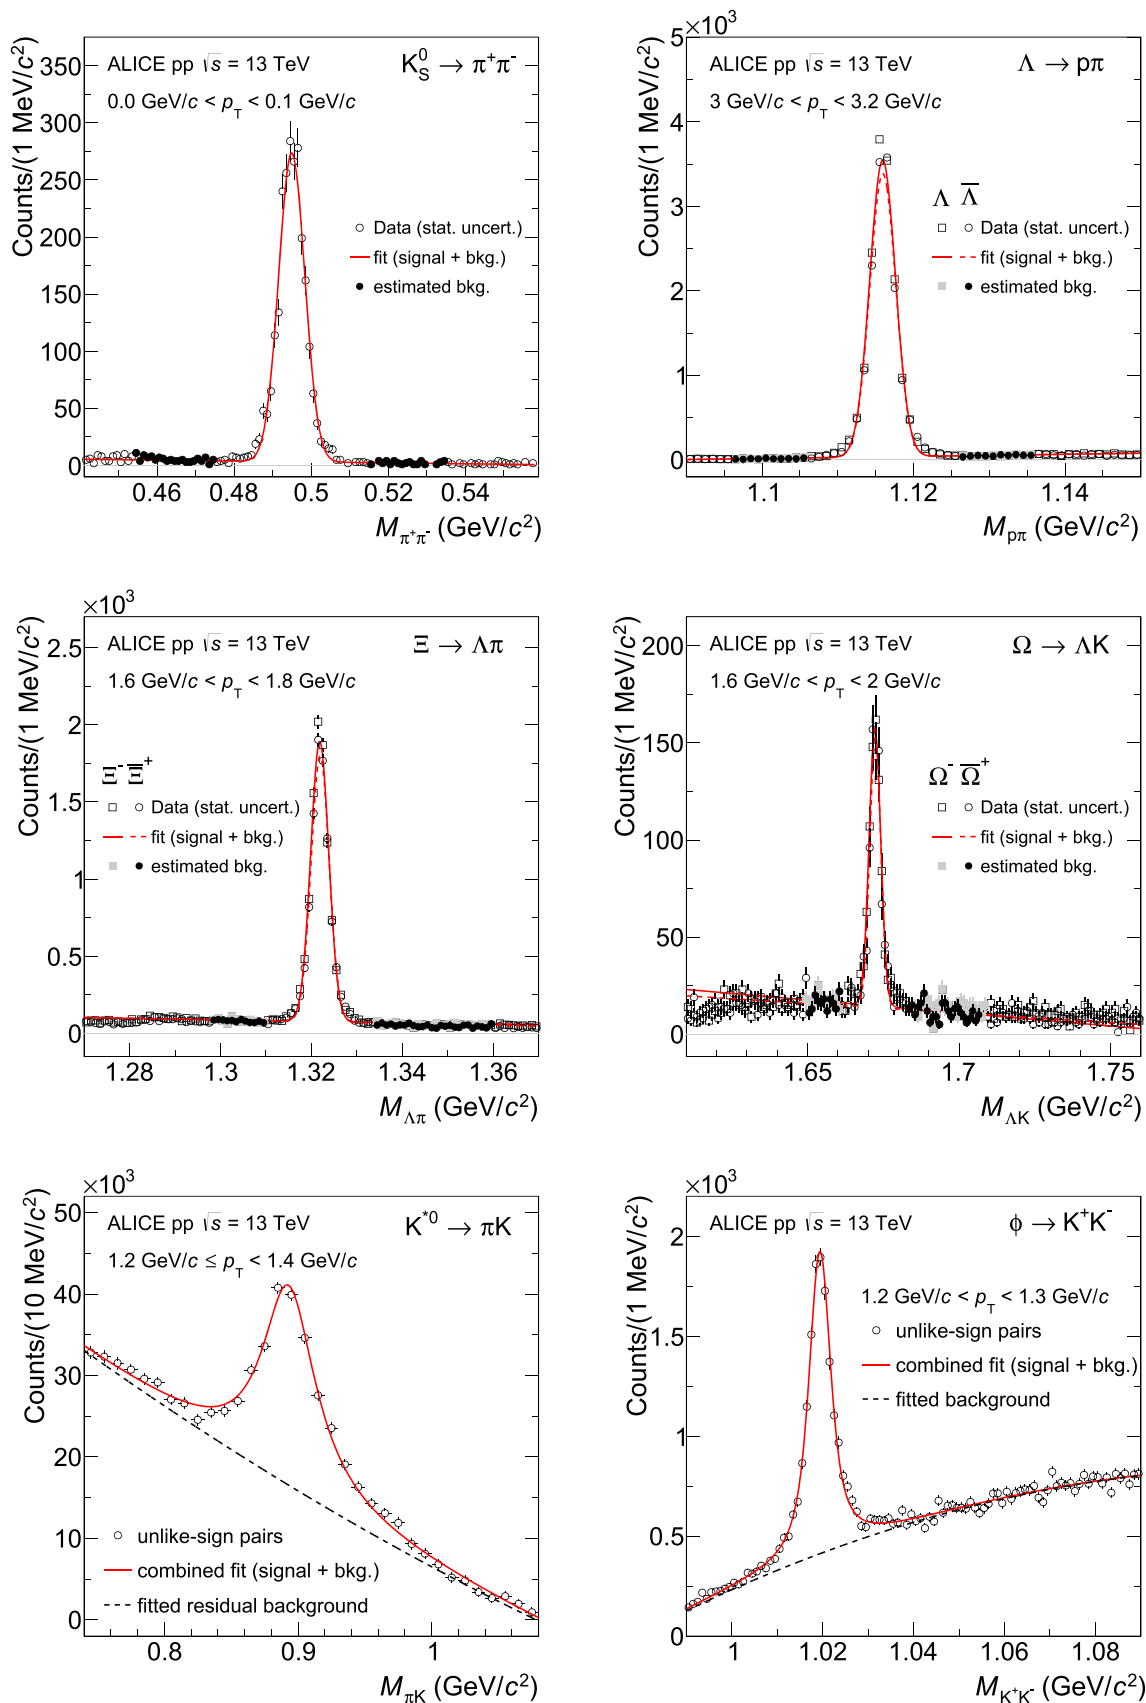 ALICE pp √s = 13 TeV
K⁰S → π⁺π⁻
0.0 GeV/c < pT < 0.1 GeV/c
Data (stat. uncert.)
fit (signal + bkg.)
estimated bkg.
Counts/(1 MeV/c²)
350
300
250
200
150
100
50
0
0.46 0.48 0.5 0.52 0.54
Mπ⁺π⁻ (GeV/c²)
×10³
ALICE pp √s = 13 TeV
Λ → pπ
3 GeV/c < pT < 3.2 GeV/c
Λ Λ̅
Data (stat. uncert.)
fit (signal + bkg.)
estimated bkg.
Counts/(1 MeV/c²)
5
4
3
2
1
0
1.1 1.12 1.14
Mpπ (GeV/c²)
×10³
ALICE pp √s = 13 TeV
Ξ → Λπ
1.6 GeV/c < pT < 1.8 GeV/c
Ξ⁻ Ξ̅⁺
Data (stat. uncert.)
fit (signal + bkg.)
estimated bkg.
Counts/(1 MeV/c²)
2.5
2
1.5
1
0.5
0
1.28 1.3 1.32 1.34 1.36
MΛπ (GeV/c²)
ALICE pp √s = 13 TeV
Ω → ΛK
1.6 GeV/c < pT < 2 GeV/c
Ω⁻ Ω̅⁺
Data (stat. uncert.)
fit (signal + bkg.)
estimated bkg.
Counts/(1 MeV/c²)
200
150
100
50
0
1.65 1.7 1.75
MΛK (GeV/c²)
×10³
ALICE pp √s = 13 TeV
K*⁰ → πK
1.2 GeV/c ≤ pT < 1.4 GeV/c
unlike-sign pairs
combined fit (signal + bkg.)
fitted residual background
Counts/(10 MeV/c²)
50
40
30
20
10
0
0.8 0.9 1
MπK (GeV/c²)
×10³
ALICE pp √s = 13 TeV
ϕ → K⁺K⁻
1.2 GeV/c < pT < 1.3 GeV/c
unlike-sign pairs
combined fit (signal + bkg.)
fitted background
Counts/(1 MeV/c²)
2
1.5
1
0.5
0
1 1.02 1.04 1.06 1.08
MK⁺K⁻ (GeV/c²)